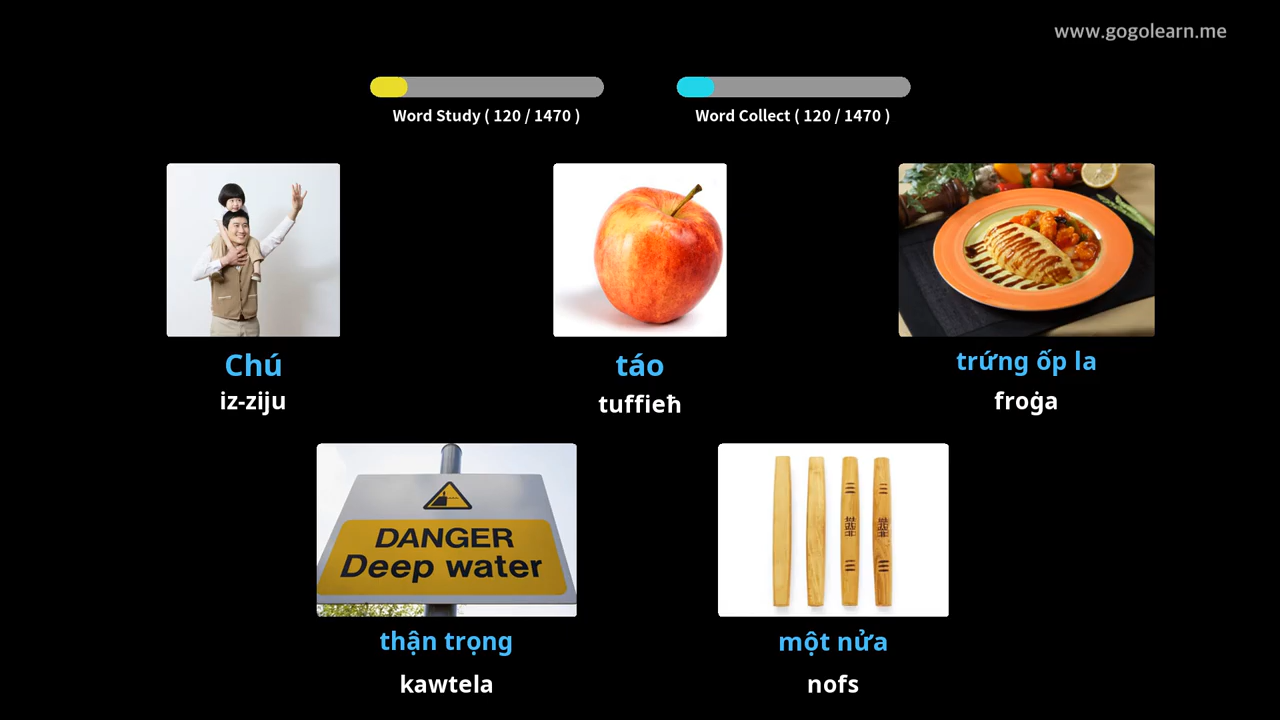 www.gogolearn.me
Word Study ( 120 / 1470 )
Word Collect ( 120 / 1470 )
Chú
iz-ziju
táo
tuffieħ
trứng ốp la
froġa
DANGER
Deep water
thận trọng
kawtela
một nửa
nofs